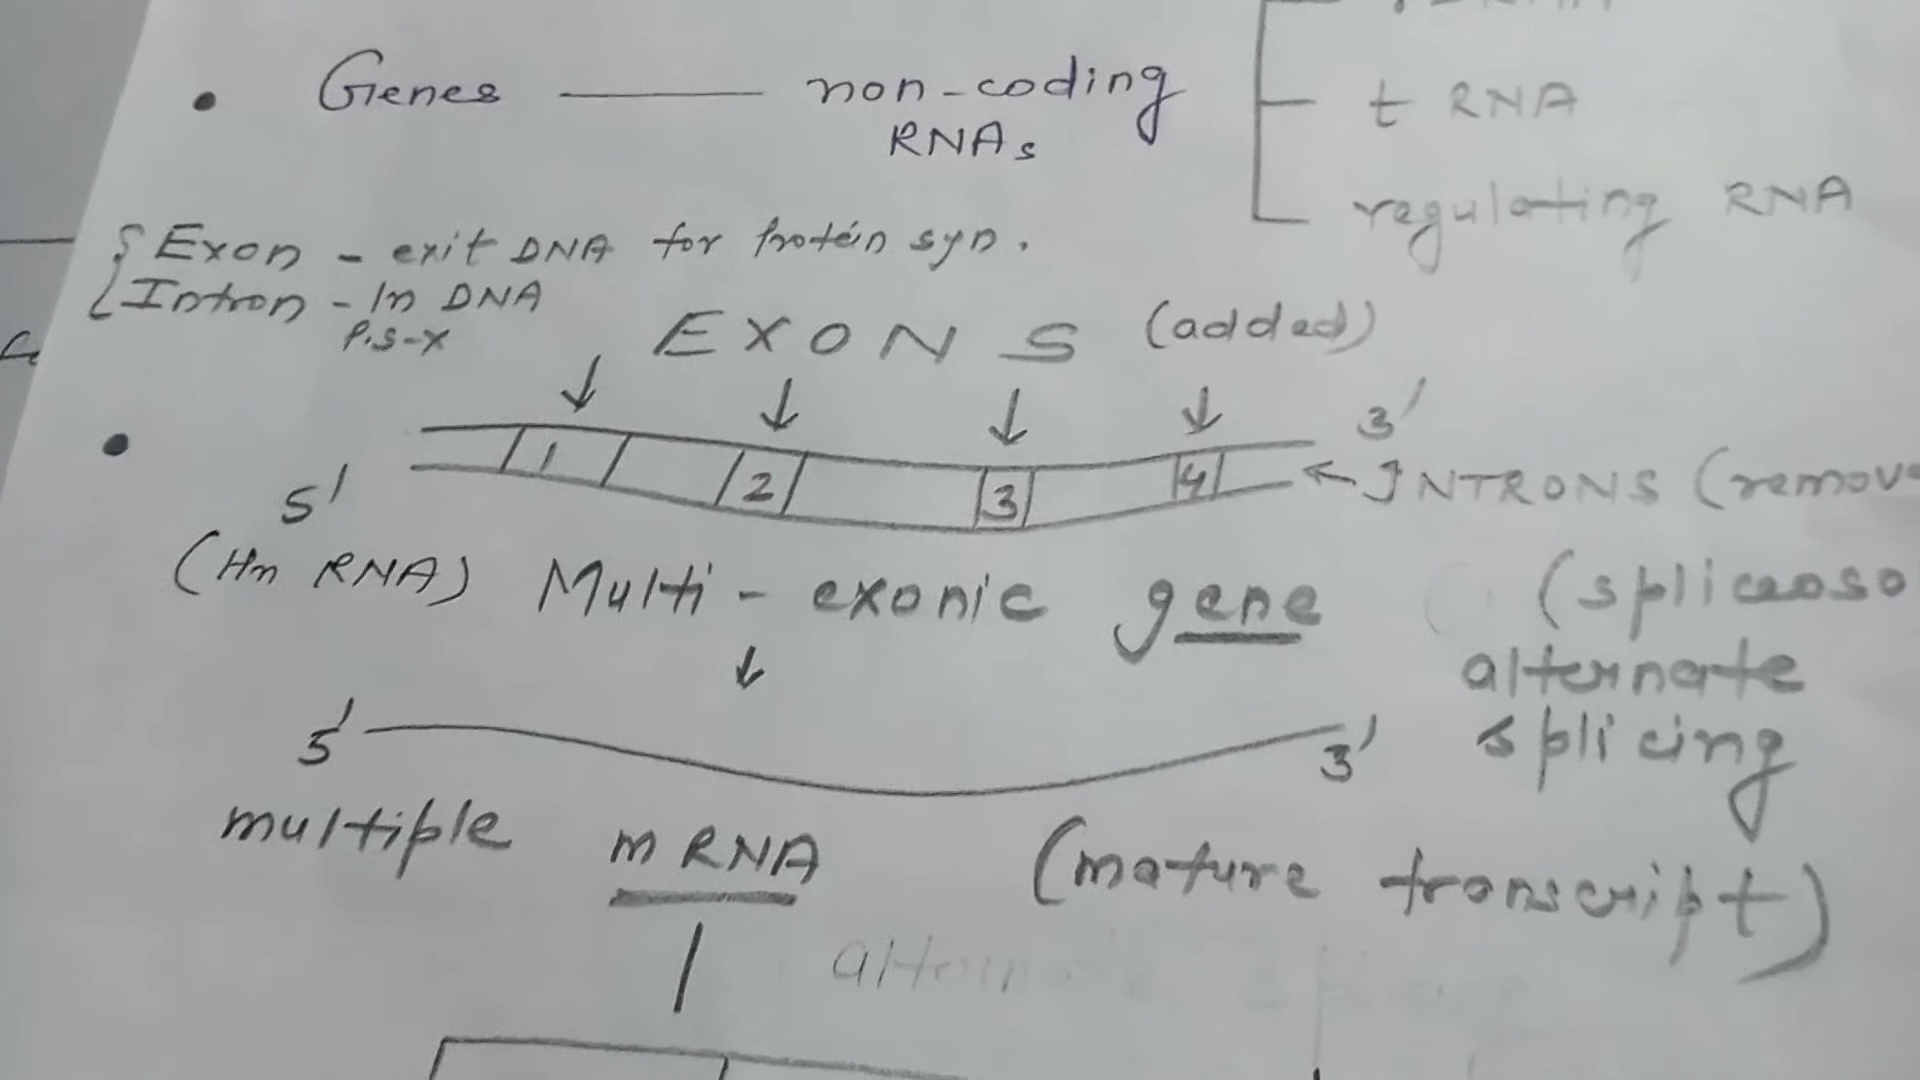 • Genes — non-coding
RNAs
t RNA
regulating RNA
Exon - exit DNA for protein syn.
Intron - In DNA
P.S-X
EXONS (added)
1 2 3 4
5' 3'
← INTRONS (remov
(Hn RNA) Multi-exonic gene
(spliceoso
alternate
splicing
5' 3'
multiple mRNA (mature transcript)